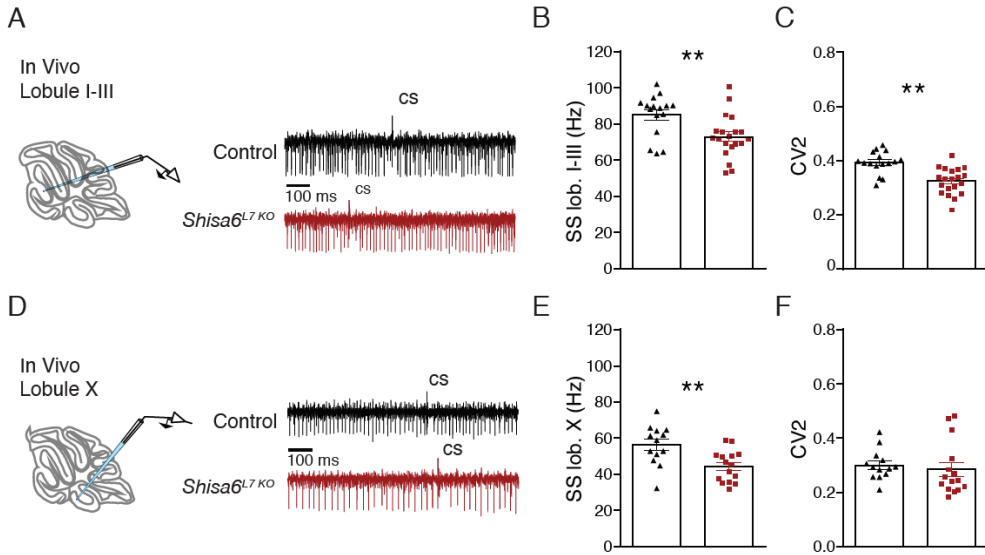 A
In Vivo
Lobule I-III
Control
CS
100 ms
CS
Shisa6L7 KO
B
**
SS lob. I-III (Hz)
120
100
80
60
40
20
0
C
**
CV2
0.8
0.6
0.4
0.2
0
D
In Vivo
Lobule X
Control
CS
100 ms
CS
Shisa6L7 KO
E
**
SS lob. X (Hz)
120
100
80
60
40
20
0
F
CV2
0.8
0.6
0.4
0.2
0